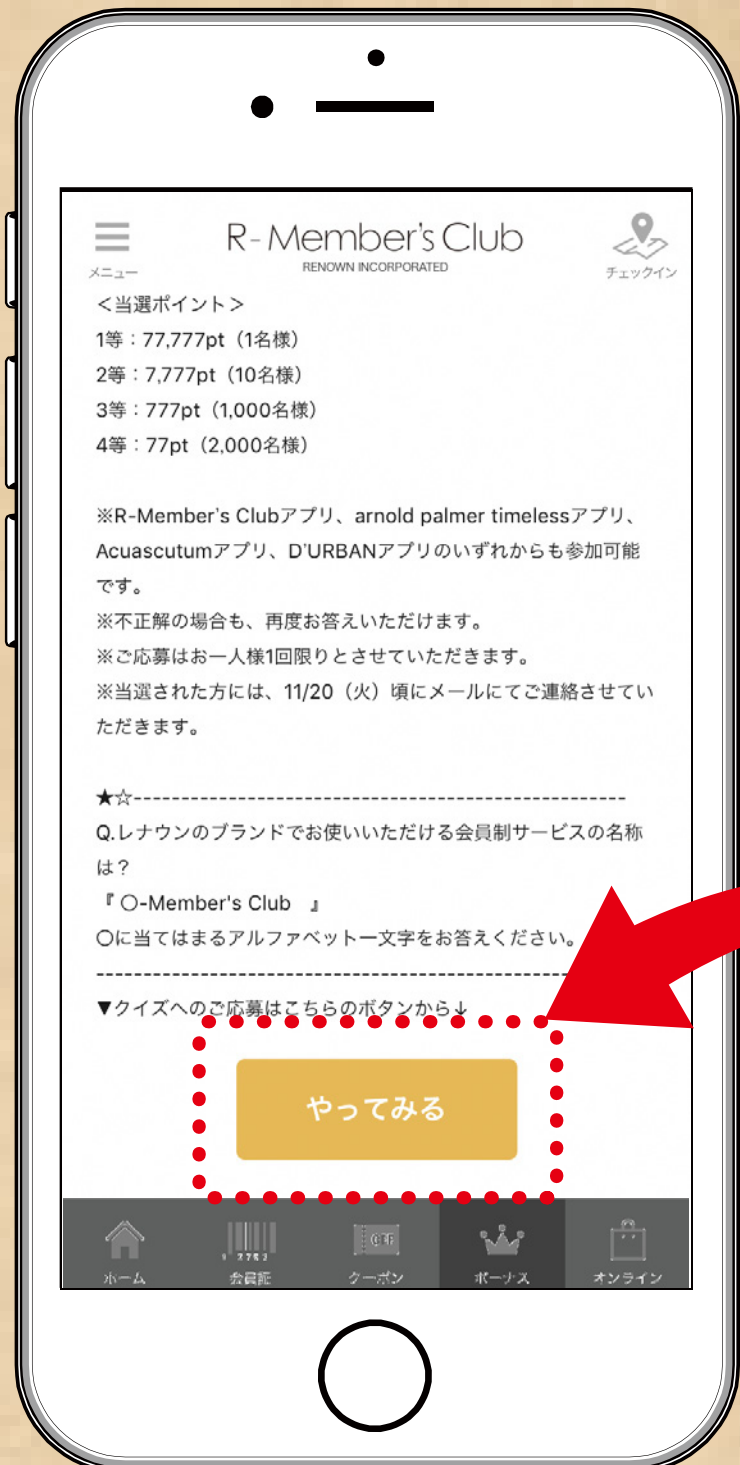 R-Member's Club
RENOWN INCORPORATED
メニュー
チェックイン
＜当選ポイント＞
1等：77,777pt（1名様）
2等：7,777pt（10名様）
3等：777pt（1,000名様）
4等：77pt（2,000名様）
※R-Member's Clubアプリ、arnold palmer timelessアプリ、
Acuascutumアプリ、D'URBANアプリのいずれからも参加可能
です。
※不正解の場合も、再度お答えいただけます。
※ご応募はお一人様1回限りとさせていただきます。
※当選された方には、11/20（火）頃にメールにてご連絡させてい
ただきます。
★☆------------------------------------------------------
Q.レナウンのブランドでお使いいただける会員制サービスの名称
は？
『 〇-Member's Club 』
〇に当てはまるアルファベット一文字をお答えください。
------------------------------------------------------
▼クイズへのご応募はこちらのボタンから↓
やってみる
ホーム
会員証
クーポン
ボーナス
オンライン